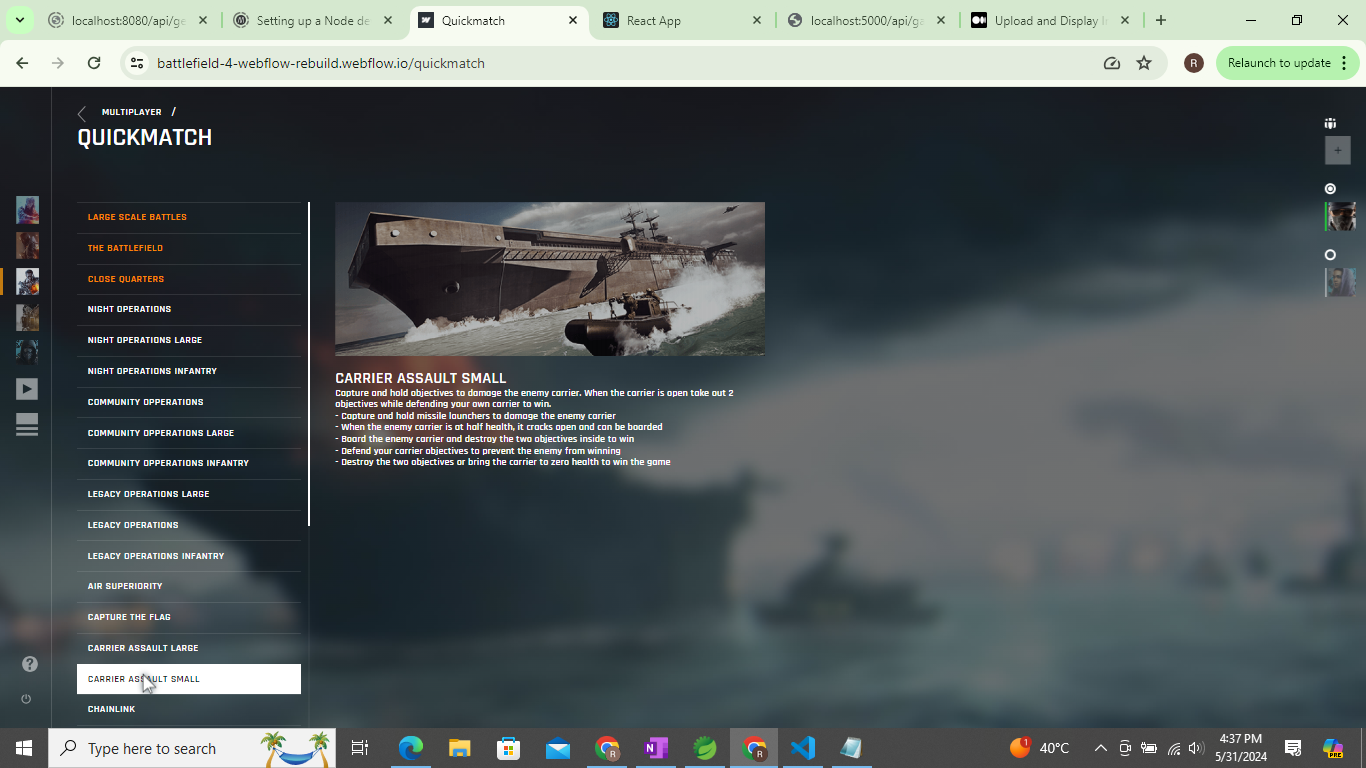 localhost:8080/api/ge
Setting up a Node de
Quickmatch
React App
localhost:5000/api/ga
Upload and Display I
battlefield-4-webflow-rebuild.webflow.io/quickmatch
R
Relaunch to update
MULTIPLAYER /
QUICKMATCH
LARGE SCALE BATTLES
THE BATTLEFIELD
CLOSE QUARTERS
NIGHT OPERATIONS
NIGHT OPERATIONS LARGE
NIGHT OPERATIONS INFANTRY
COMMUNITY OPPERATIONS
COMMUNITY OPPERATIONS LARGE
COMMUNITY OPPERATIONS INFANTRY
LEGACY OPERATIONS LARGE
LEGACY OPERATIONS
LEGACY OPERATIONS INFANTRY
AIR SUPERIORITY
CAPTURE THE FLAG
CARRIER ASSAULT LARGE
CARRIER ASSAULT SMALL
CHAINLINK
CARRIER ASSAULT SMALL
Capture and hold objectives to damage the enemy carrier. When the carrier is open take out 2
objectives while defending your own carrier to win.
- Capture and hold missile launchers to damage the enemy carrier
- When the enemy carrier is at half health, it cracks open and can be boarded
- Board the enemy carrier and destroy the two objectives inside to win
- Defend your carrier objectives to prevent the enemy from winning
- Destroy the two objectives or bring the carrier to zero health to win the game
Type here to search
1
40°C
4:37 PM
5/31/2024
PRE